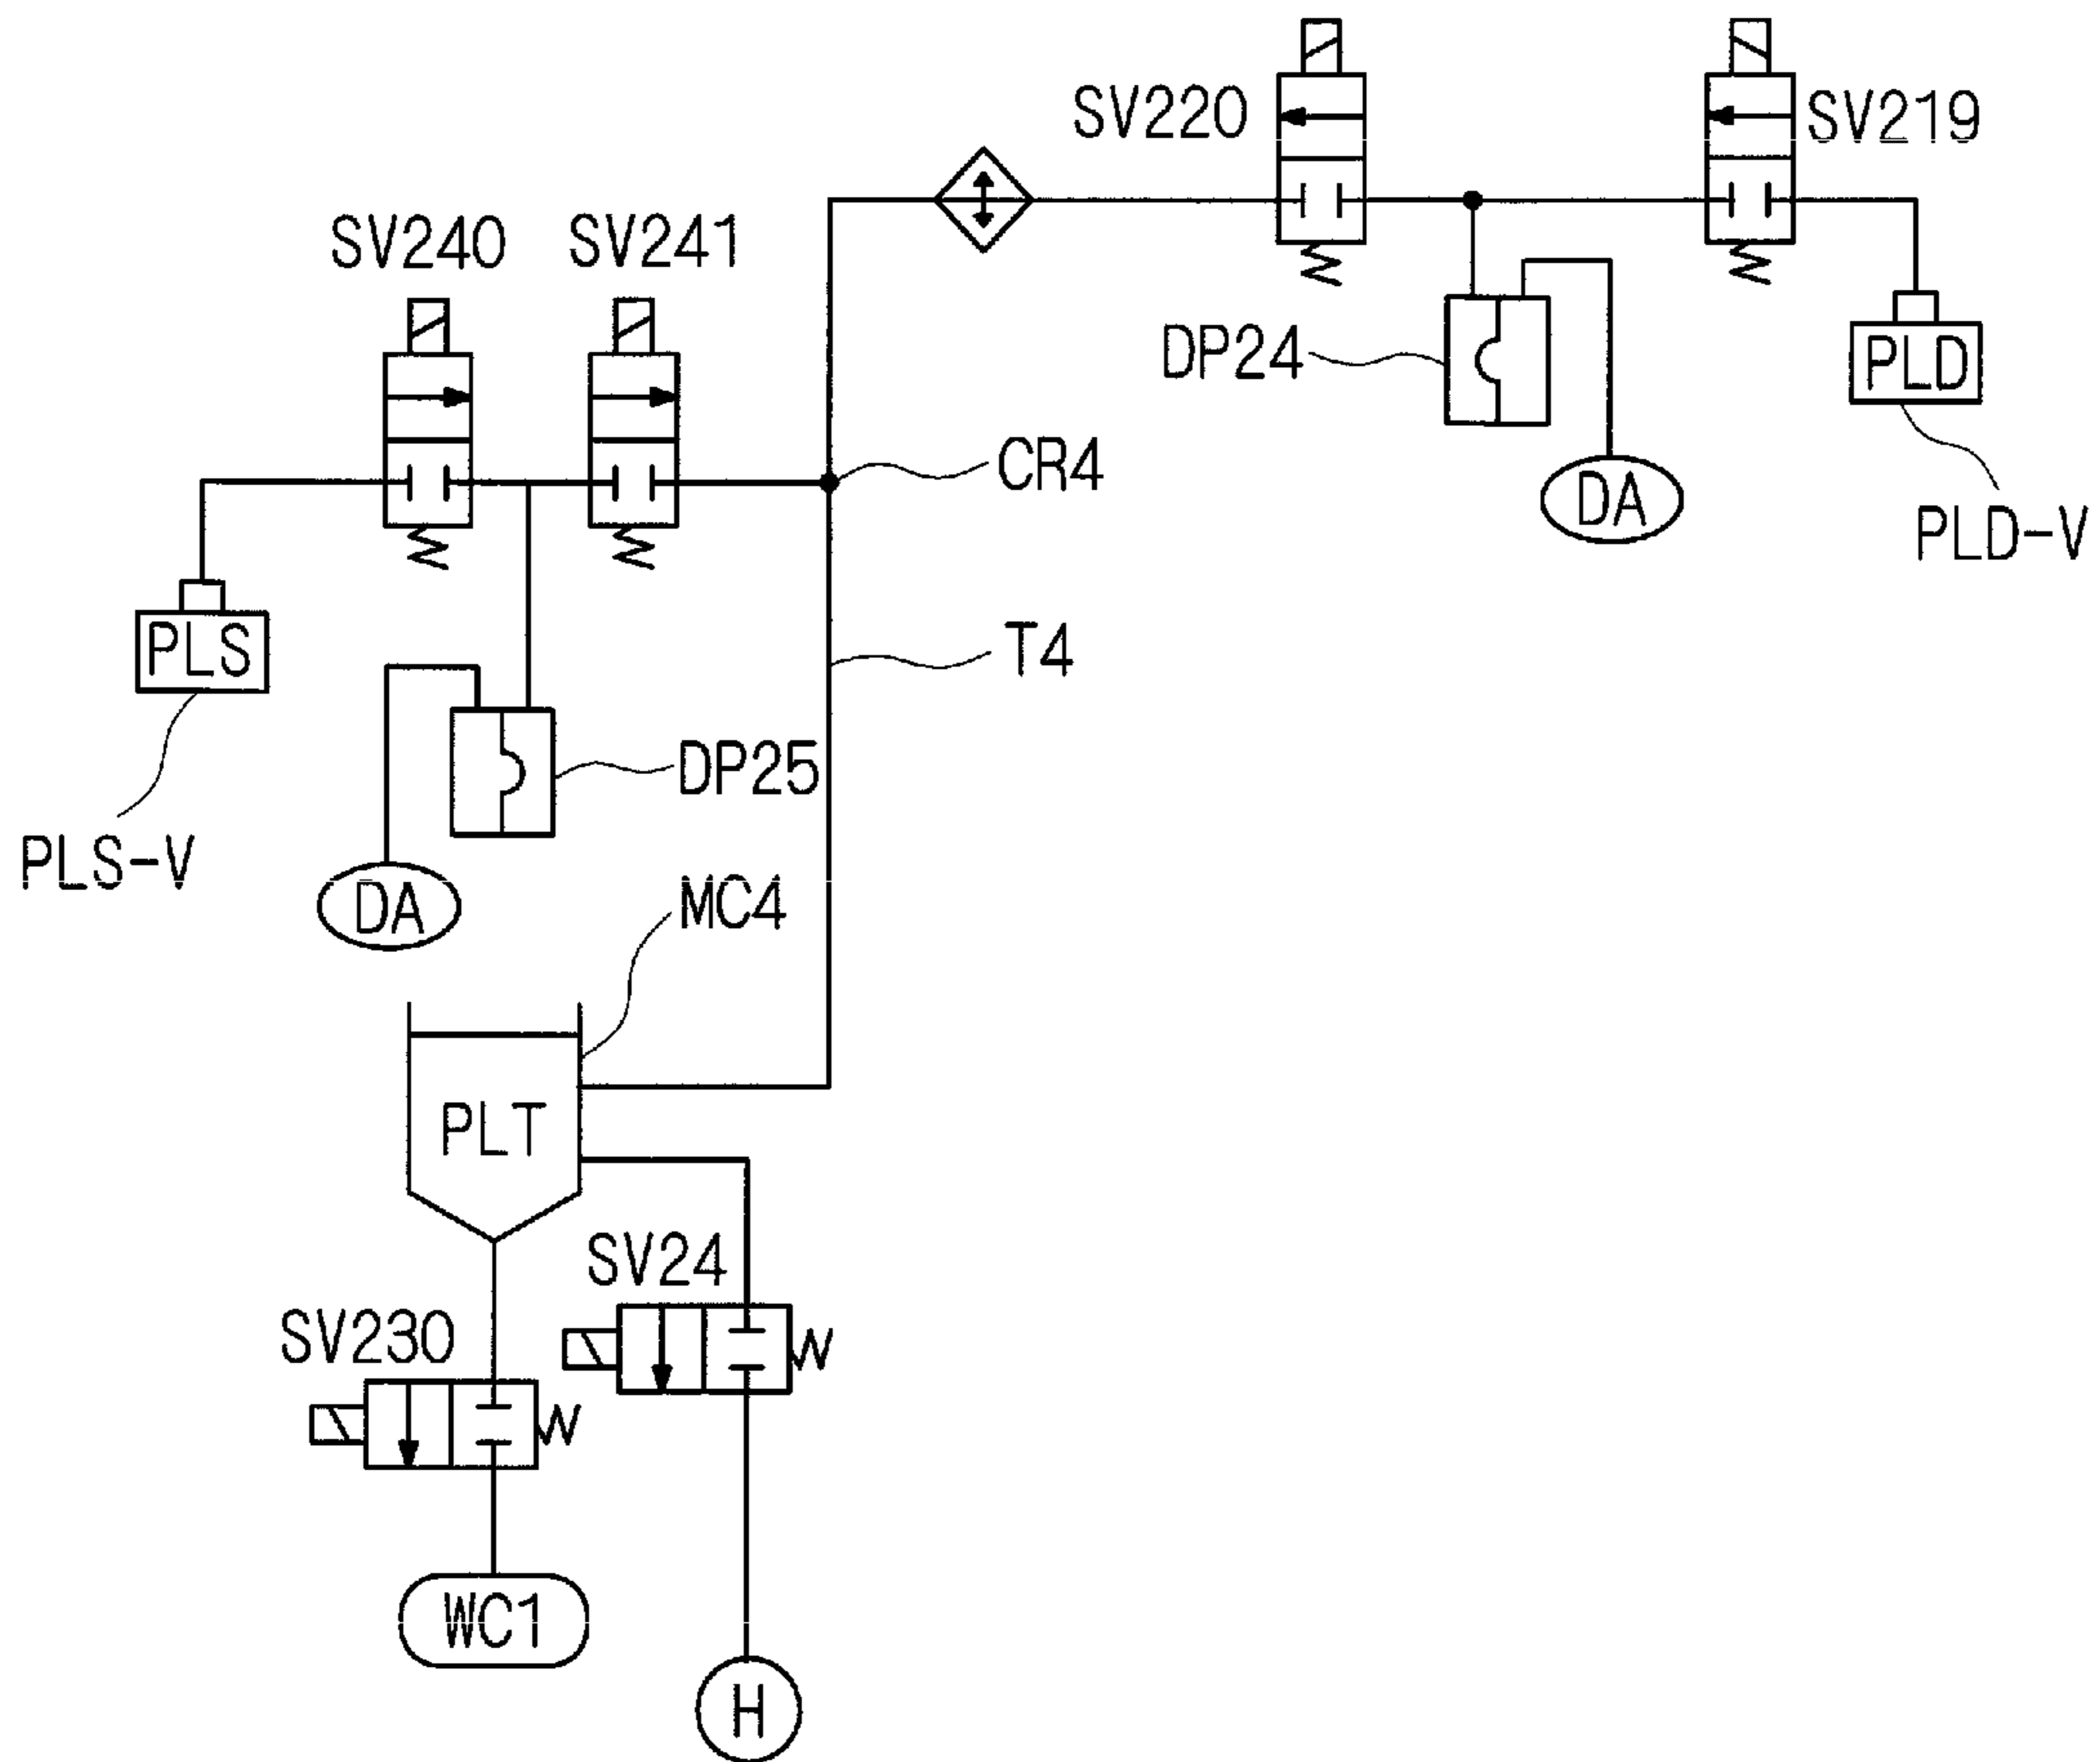 SV220
SV219
SV240
SV241
DP24
PLD
CR4
DA
PLD-V
PLS
T4
DP25
PLS-V
DA
MC4
PLT
SV24
SV230
WC1
H